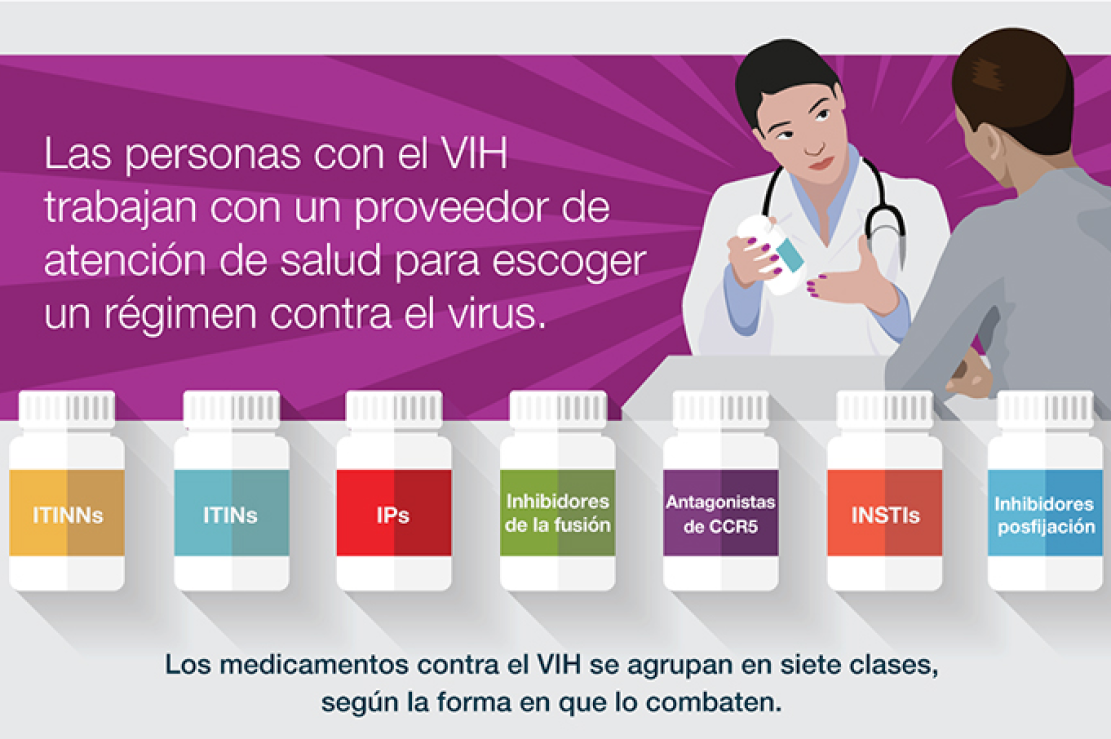 Las personas con el VIH
trabajan con un proveedor de
atención de salud para escoger
un régimen contra el virus.
ITINNs
ITINs
IPs
Inhibidores
de la fusión
Antagonistas
de CCR5
INSTIs
Inhibidores
posfijación
Los medicamentos contra el VIH se agrupan en siete clases,
según la forma en que lo combaten.